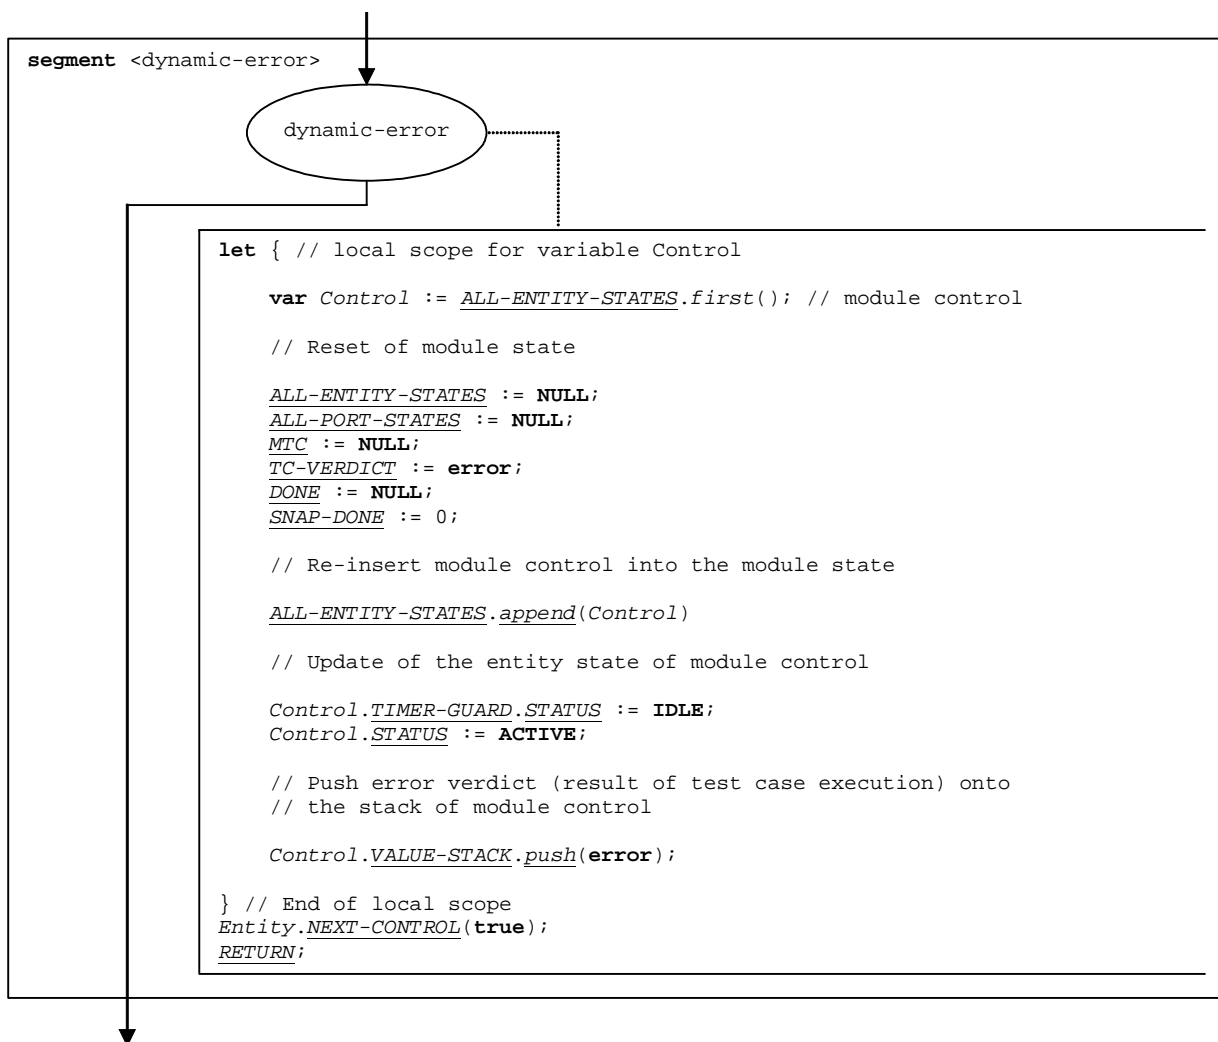 segment <dynamic-error>
dynamic-error
let { // local scope for variable Control
var Control := ALL-ENTITY-STATES.first(); // module control
// Reset of module state
ALL-ENTITY-STATES := NULL;
ALL-PORT-STATES := NULL;
MTC := NULL;
TC-VERDICT := error;
DONE := NULL;
SNAP-DONE := 0;
// Re-insert module control into the module state
ALL-ENTITY-STATES.append(Control)
// Update of the entity state of module control
Control.TIMER-GUARD.STATUS := IDLE;
Control.STATUS := ACTIVE;
// Push error verdict (result of test case execution) onto
// the stack of module control
Control.VALUE-STACK.push(error);
} // End of local scope
Entity.NEXT-CONTROL(true);
RETURN;